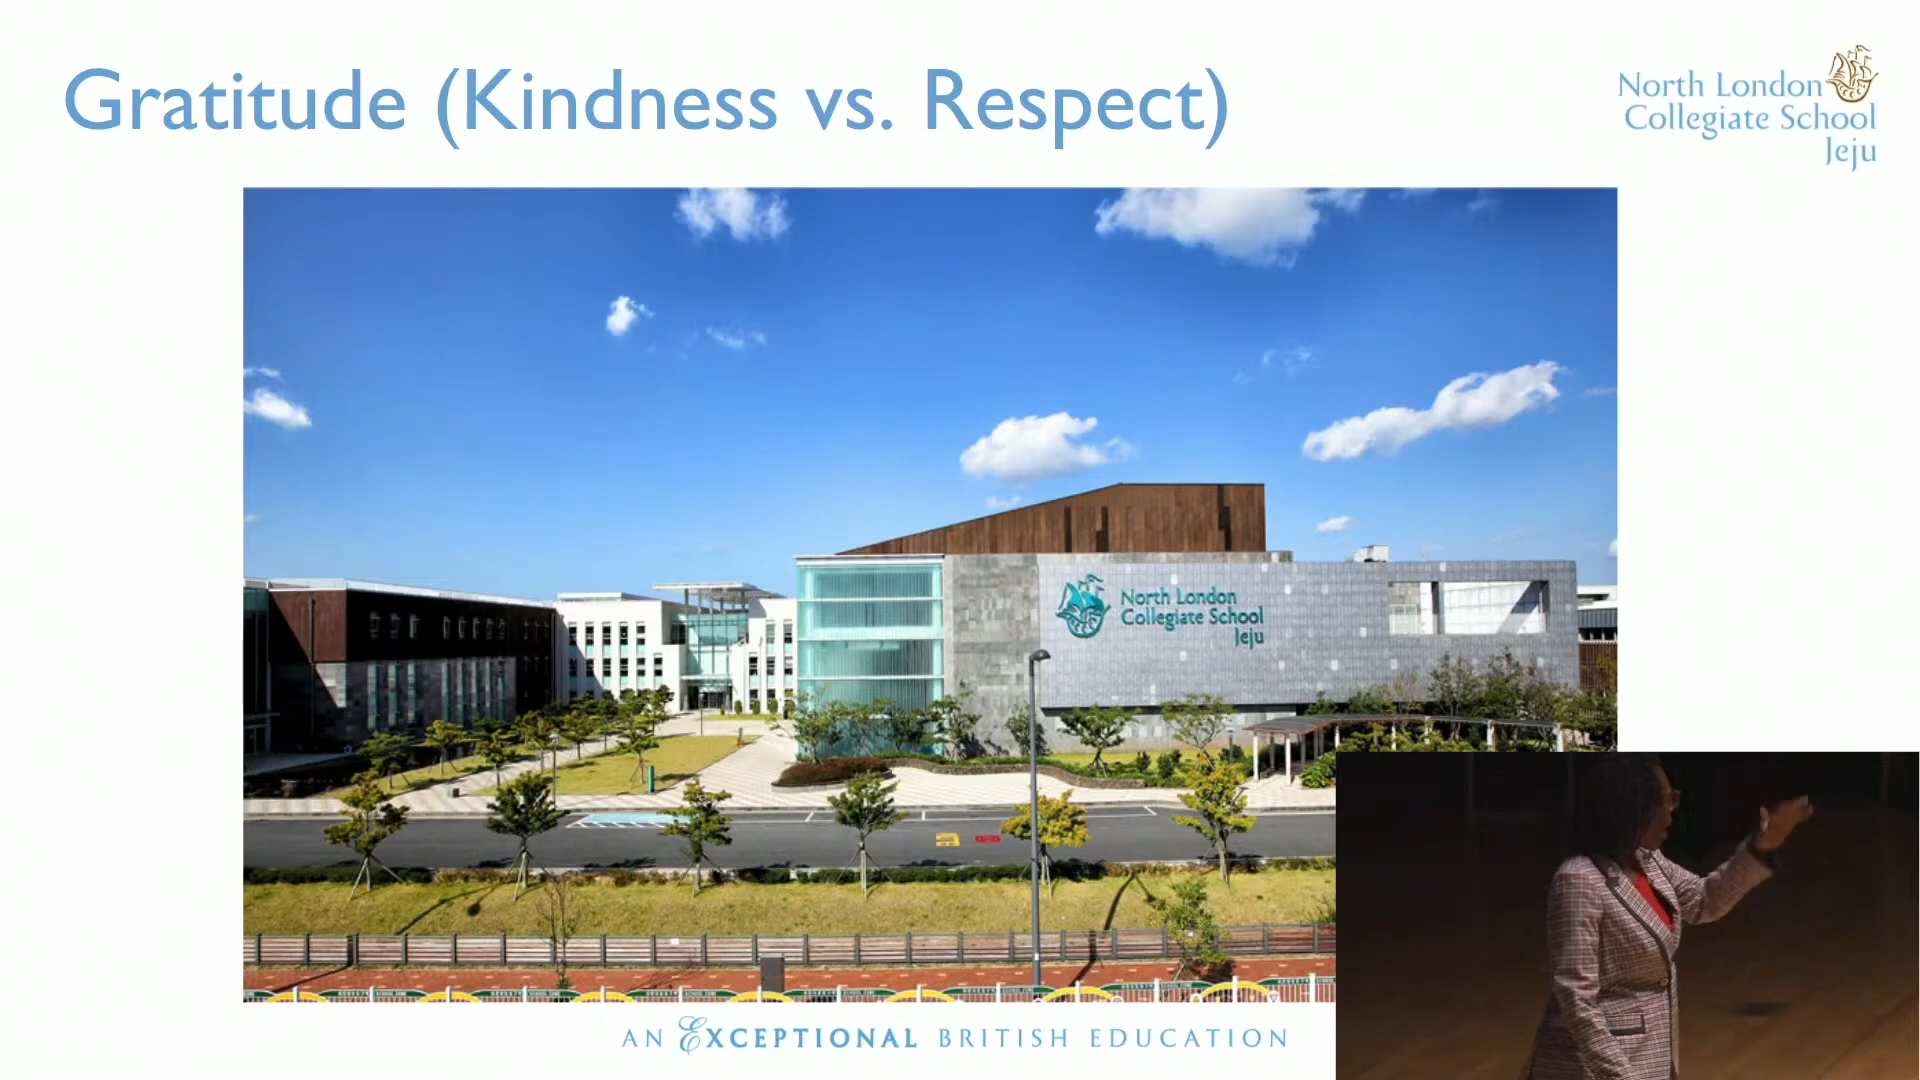 Gratitude (Kindness vs. Respect)
North London
Collegiate School
Jeju
North London
Collegiate School
Jeju
AN EXCEPTIONAL BRITISH EDUCATION